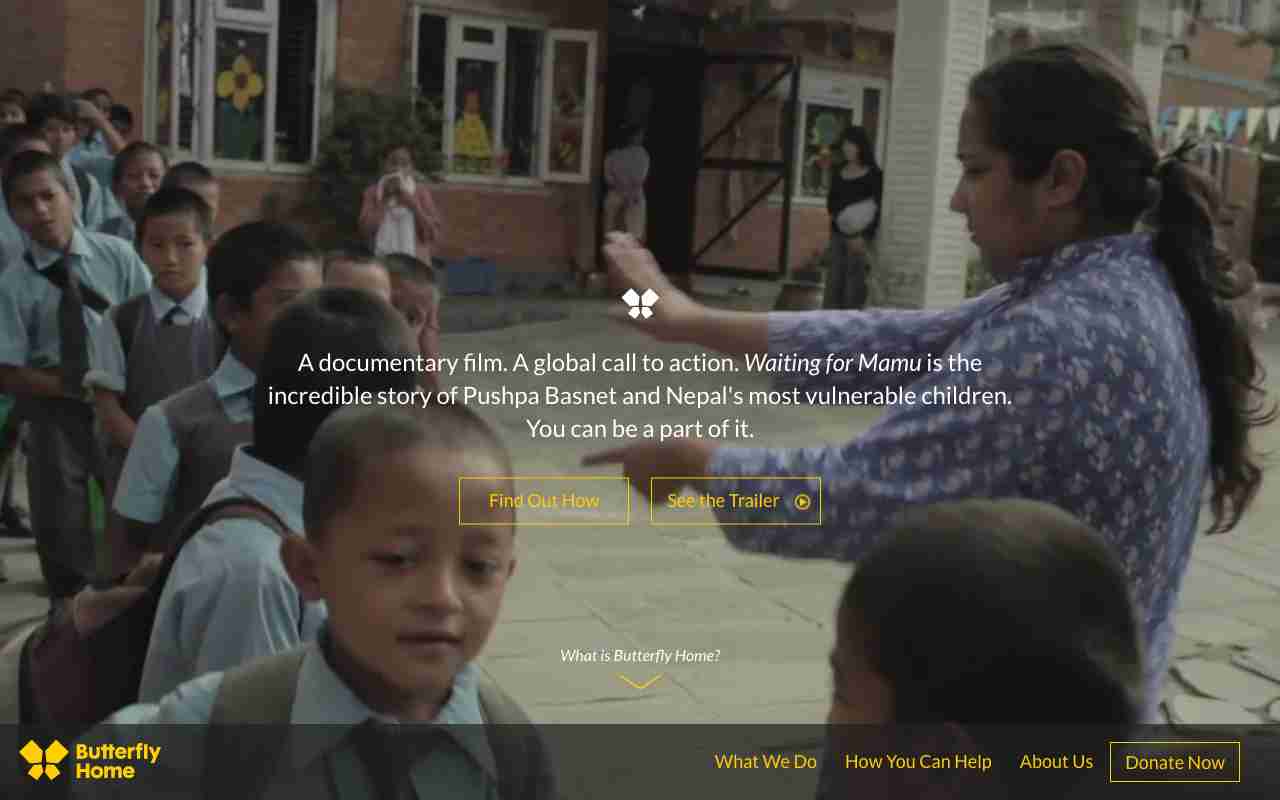 A documentary film. A global call to action. Waiting for Mamu is the
incredible story of Pushpa Basnet and Nepal's most vulnerable children.
You can be a part of it.
Find Out How
See the Trailer
What is Butterfly Home?
Butterfly
Home
What We Do
How You Can Help
About Us
Donate Now